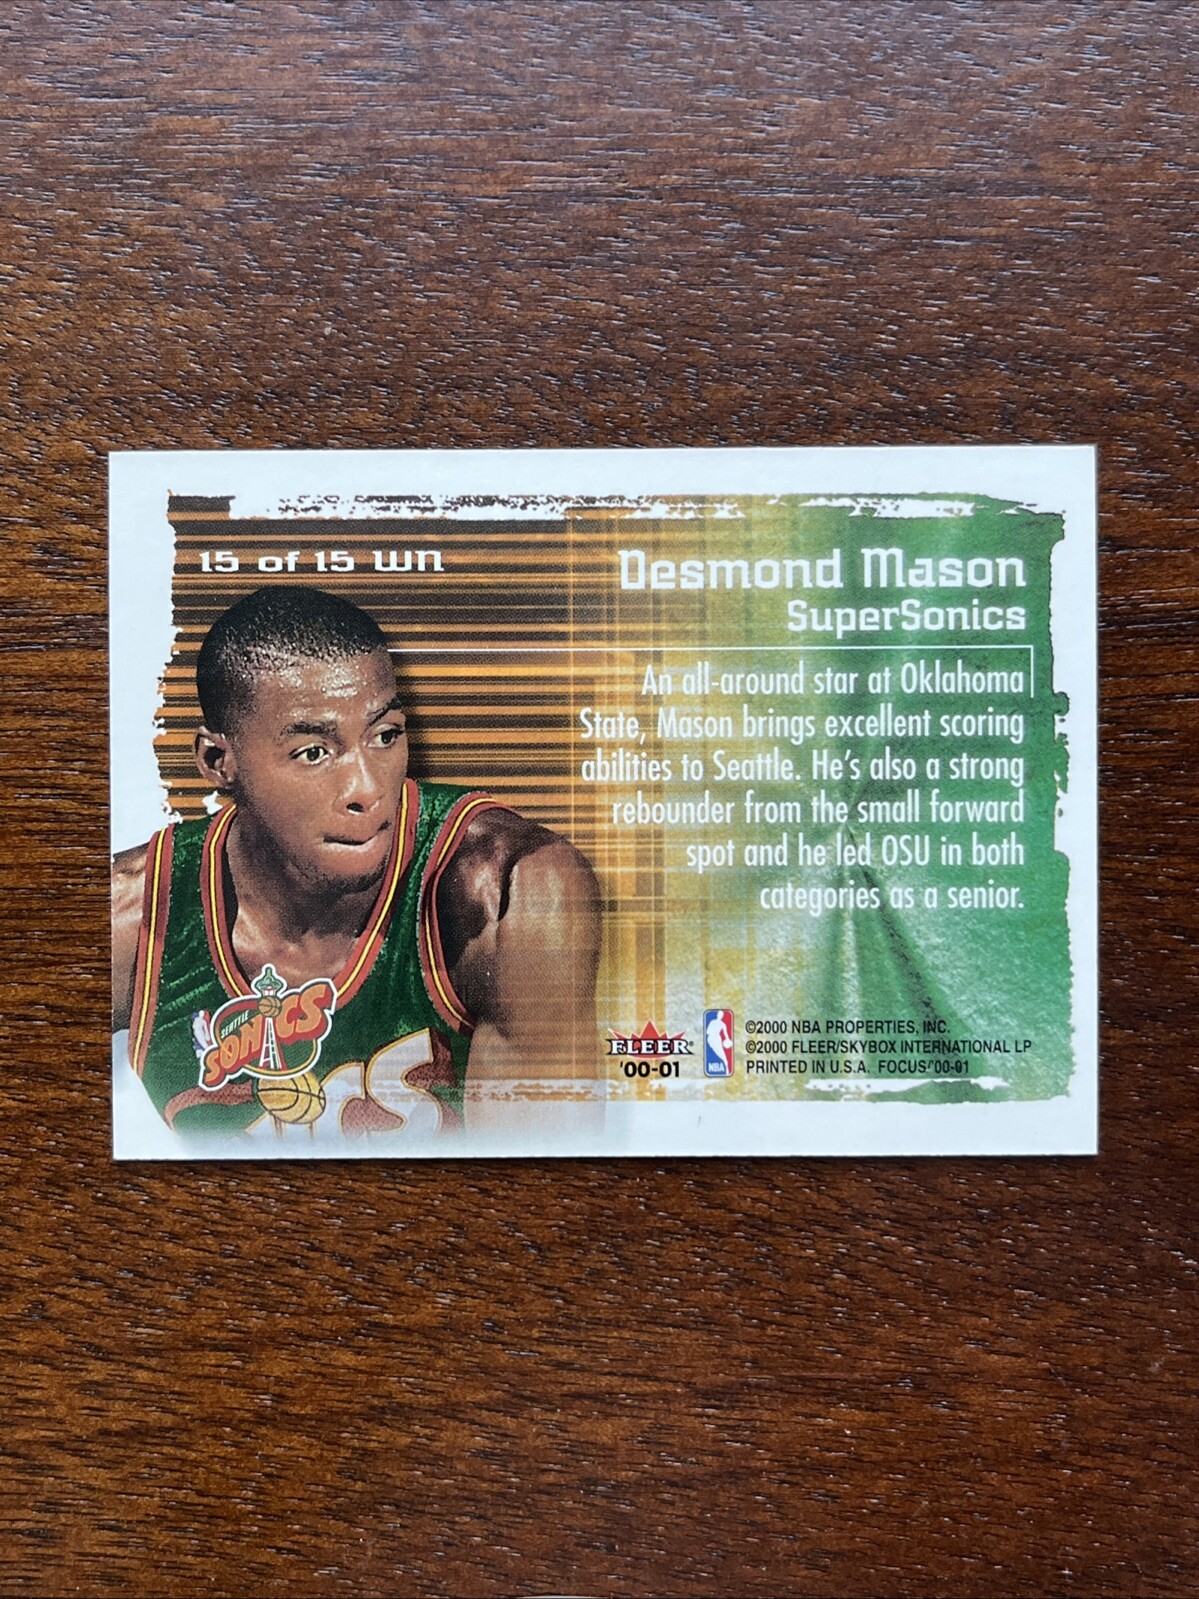 15 of 15 WN
Desmond Mason
SuperSonics
An all-around star at Oklahoma
State, Mason brings excellent scoring
abilities to Seattle. He's also a strong
rebounder from the small forward
spot and he led OSU in both
categories as a senior.
SEATTLE
SONICS
CS
FLEER®
'00-01
NBA
©2000 NBA PROPERTIES, INC.
©2000 FLEER/SKYBOX INTERNATIONAL LP
PRINTED IN U.S.A. FOCUS '00-01